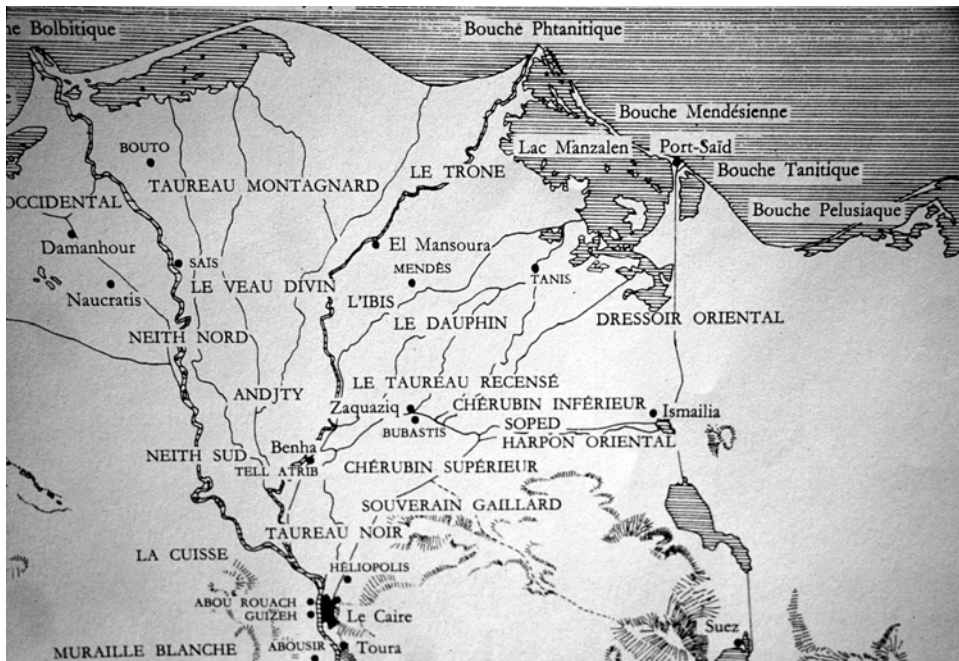 he Bolbitique
Bouche Phtanitique
Bouche Mendésienne
Lac Manzalen
Port-Saïd
BOUTO
LE TRONE
Bouche Tanitique
TAUREAU MONTAGNARD
OCCIDENTAL
Bouche Pelusiaque
Damanhour
El Mansoura
SAÏS
MENDÈS
TANIS
Naucratis
LE VEAU DIVIN
L'IBIS
LE DAUPHIN
DRESSOIR ORIENTAL
NEITH NORD
LE TAUREAU RECENSÉ
ANDJTY
CHÉRUBIN INFÉRIEUR
Zaquaziq
Ismailia
BUBASTIS
SOPED
HARPON ORIENTAL
Benha
NEITH SUD
TELL ATRIB
CHÉRUBIN SUPÉRIEUR
SOUVERAIN GAILLARD
TAUREAU NOIR
LA CUISSE
HÉLIOPOLIS
ABOU ROUACH
GUIZEH
Le Caire
Suez
MURAILLE BLANCHE
ABOUSIR
Toura